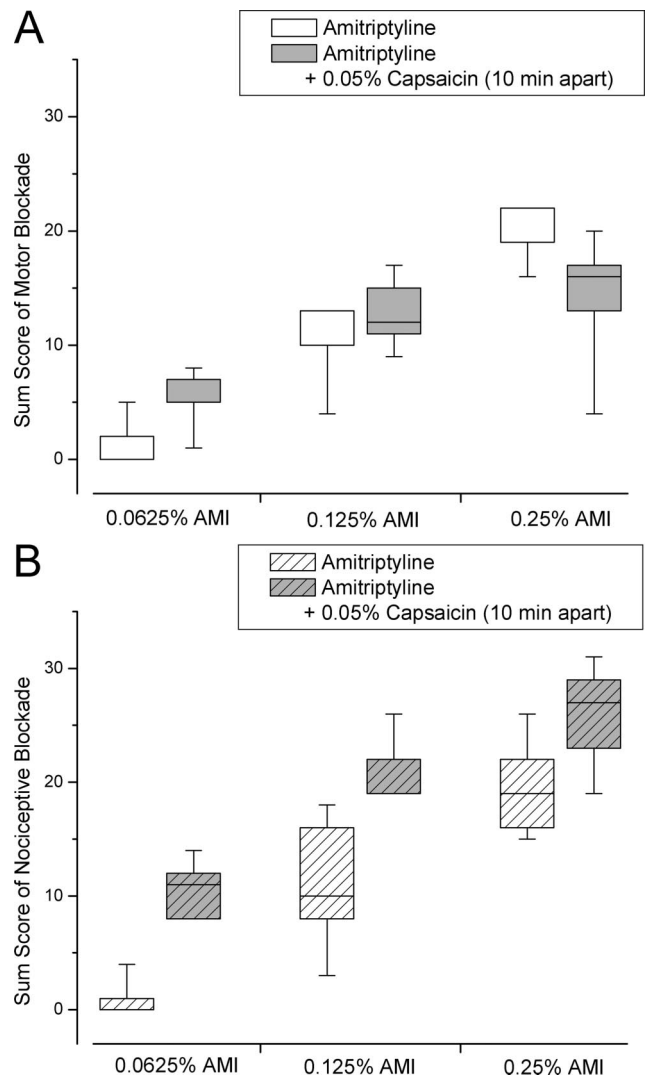 A
Amitriptyline
Amitriptyline
+ 0.05% Capsaicin (10 min apart)
Sum Score of Motor Blockade
30
20
10
0
0.0625% AMI
0.125% AMI
0.25% AMI
B
Amitriptyline
Amitriptyline
+ 0.05% Capsaicin (10 min apart)
Sum Score of Nociceptive Blockade
30
20
10
0
0.0625% AMI
0.125% AMI
0.25% AMI